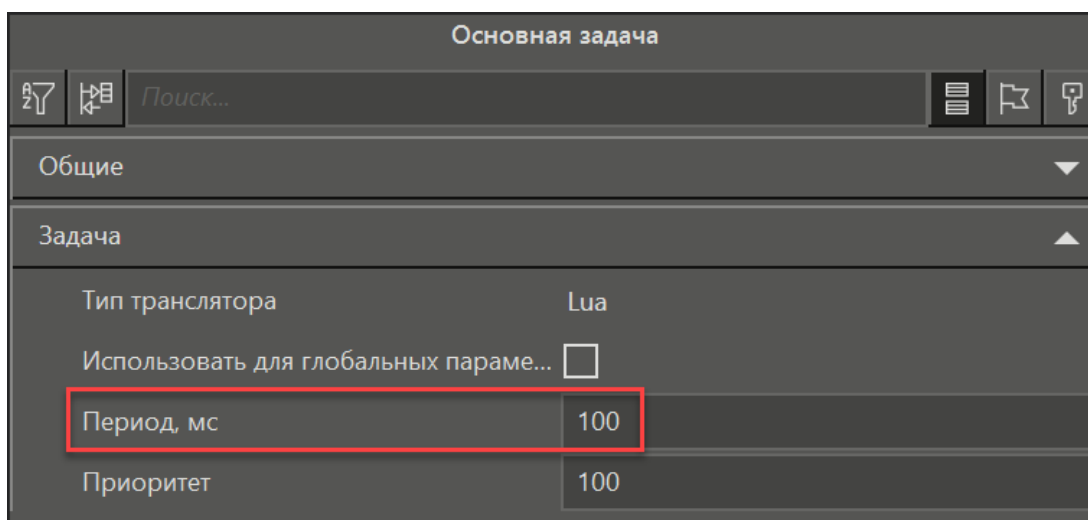 Основная задача
Поиск...
Общие
Задача
Тип транслятора Lua
Использовать для глобальных параме...
Период, мс 100
Приоритет 100